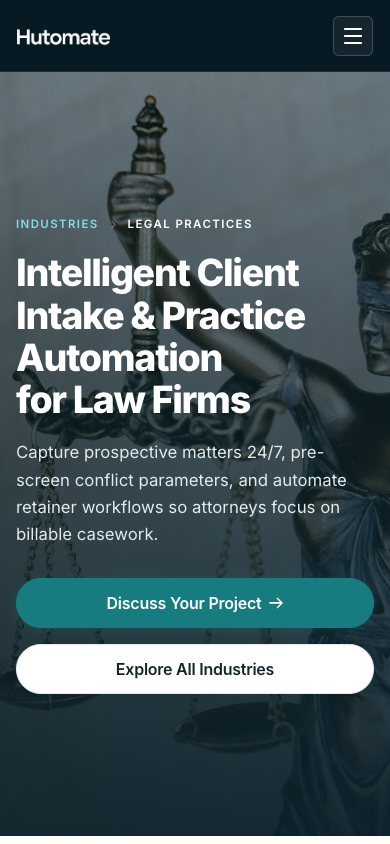 Hutomate
INDUSTRIES › LEGAL PRACTICES
Intelligent Client
Intake & Practice
Automation
for Law Firms
Capture prospective matters 24/7, pre-
screen conflict parameters, and automate
retainer workflows so attorneys focus on
billable casework.
Discuss Your Project →
Explore All Industries